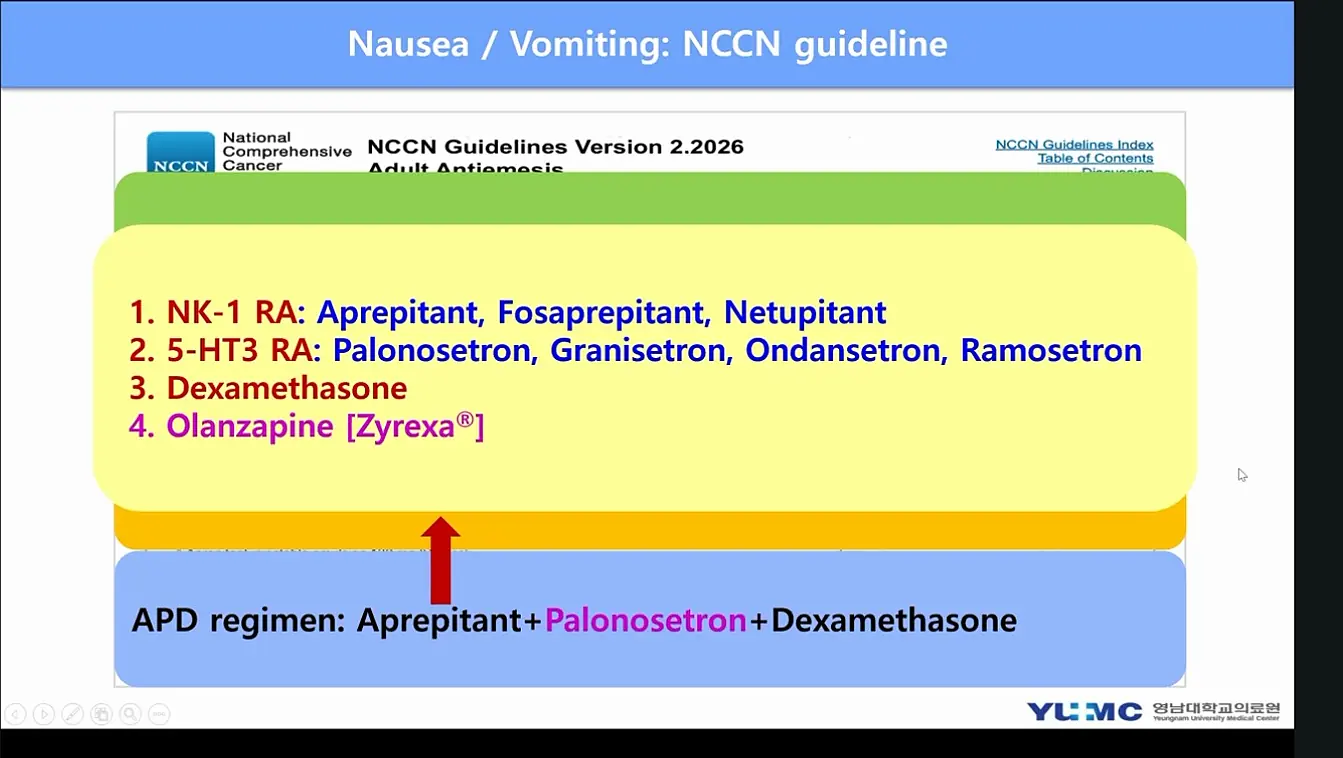 Nausea / Vomiting: NCCN guideline
NCCN
National
Comprehensive
Cancer
NCCN Guidelines Version 2.2026
Adult Antiemesis
NCCN Guidelines Index
Table of Contents
Discussion
1. NK-1 RA: Aprepitant, Fosaprepitant, Netupitant
2. 5-HT3 RA: Palonosetron, Granisetron, Ondansetron, Ramosetron
3. Dexamethasone
4. Olanzapine [Zyrexa®]
APD regimen: Aprepitant+Palonosetron+Dexamethasone
YUMC 영남대학교의료원
Yeungnam University Medical Center